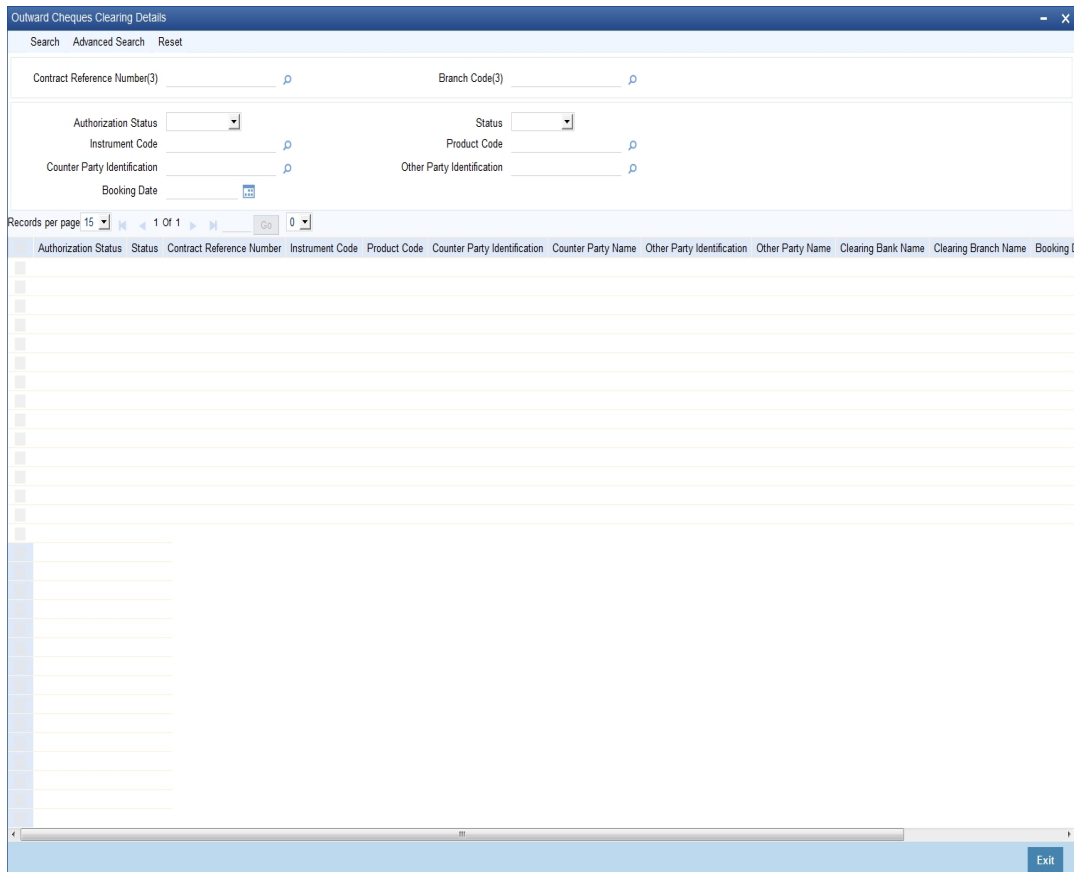 Outward Cheques Clearing Details
Search Advanced Search Reset
Contract Reference Number(3) Branch Code(3)
Authorization Status Status
Instrument Code Product Code
Counter Party Identification Other Party Identification
Booking Date
Records per page 15 1 Of 1 Go 0
Authorization Status Status Contract Reference Number Instrument Code Product Code Counter Party Identification Counter Party Name Other Party Identification Other Party Name Clearing Bank Name Clearing Branch Name Booking D
Exit